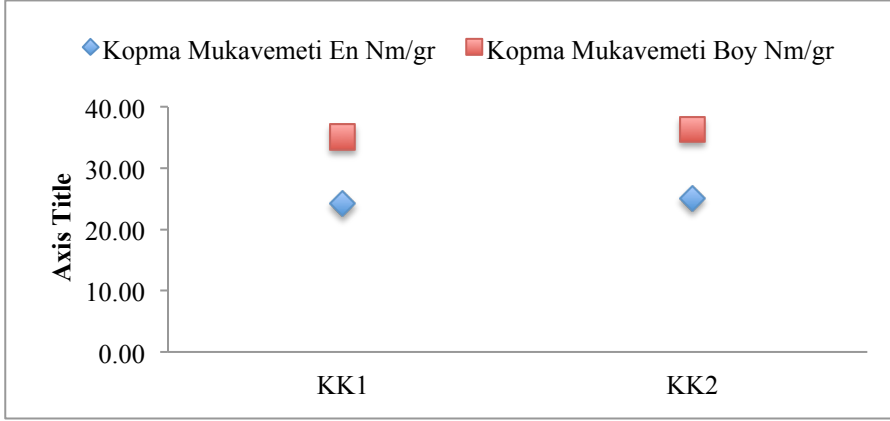 Kopma Mukavemeti En Nm/gr Kopma Mukavemeti Boy Nm/gr
40.00
30.00
20.00
10.00
0.00
Axis Title
KK1 KK2